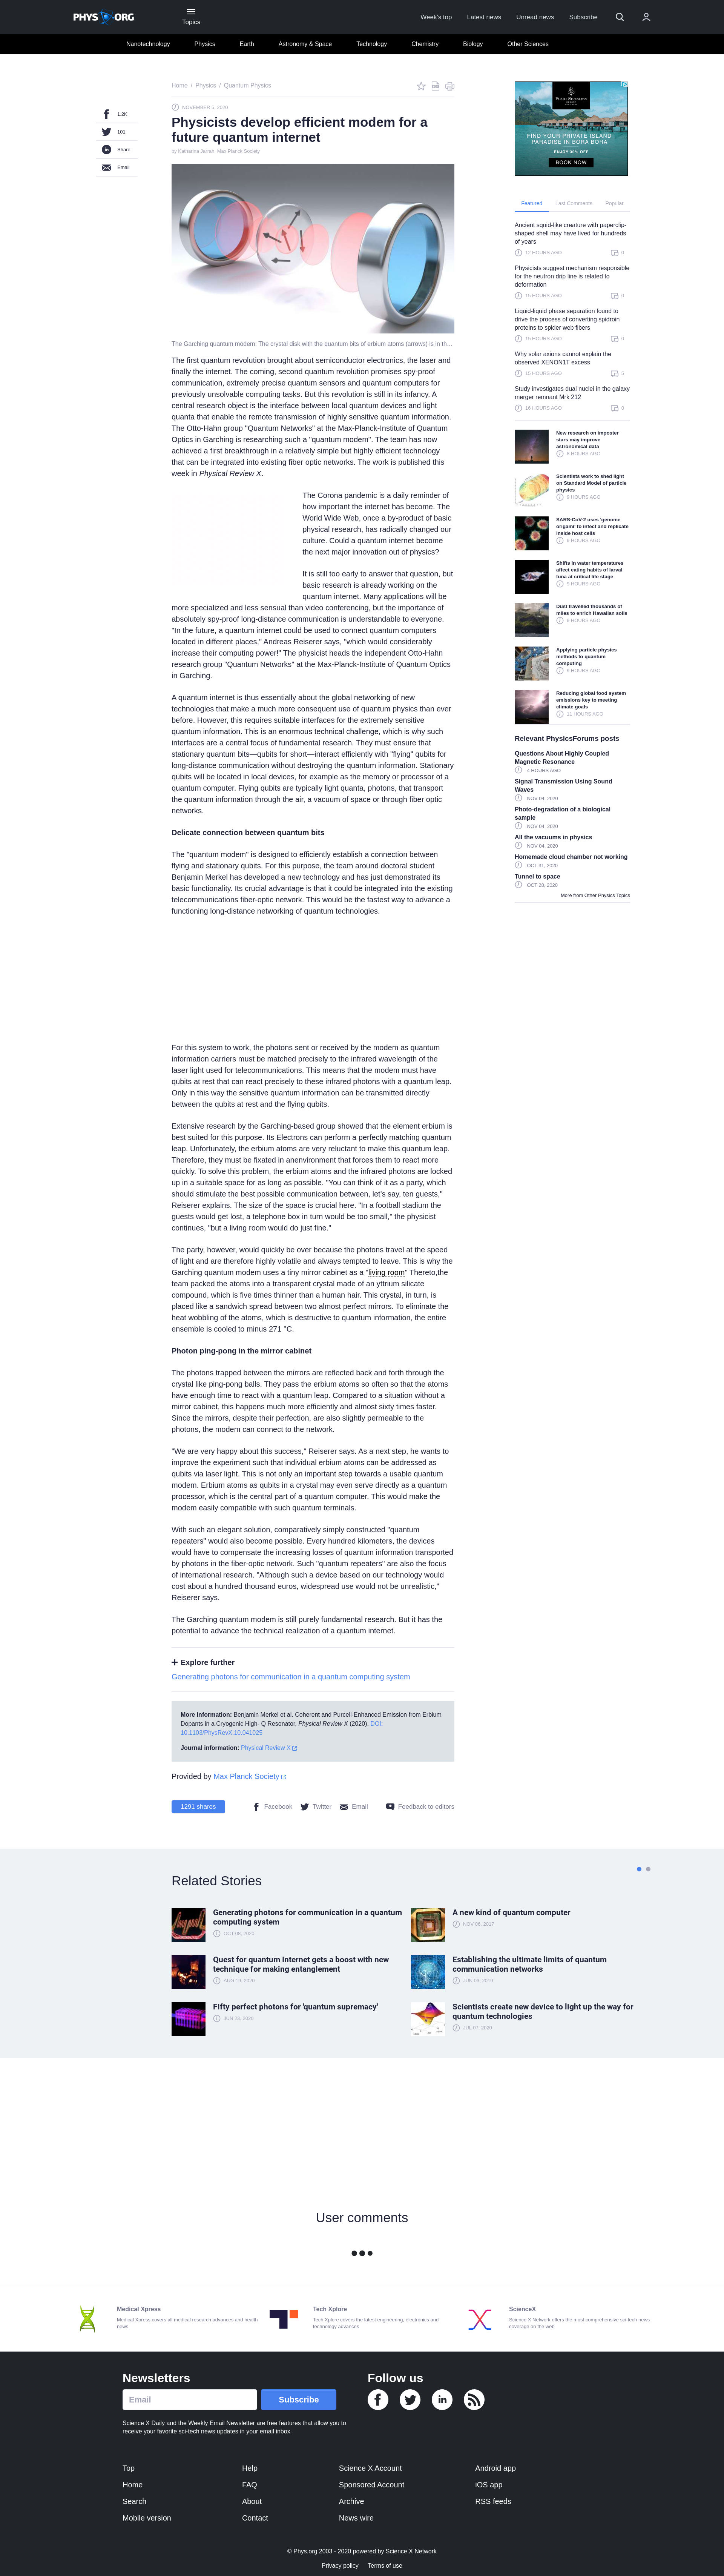 PHYS ORG
Topics
Week's top
Latest news
Unread news
Subscribe
Nanotechnology
Physics
Earth
Astronomy & Space
Technology
Chemistry
Biology
Other Sciences
1.2K
101
Share
Email
Home / Physics / Quantum Physics
NOVEMBER 5, 2020
Physicists develop efficient modem for a
future quantum internet
by Katharina Jarrah, Max Planck Society
The Garching quantum modem: The crystal disk with the quantum bits of erbium atoms (arrows) is in th…
The first quantum revolution brought about semiconductor electronics, the laser and
finally the internet. The coming, second quantum revolution promises spy-proof
communication, extremely precise quantum sensors and quantum computers for
previously unsolvable computing tasks. But this revolution is still in its infancy. A
central research object is the interface between local quantum devices and light
quanta that enable the remote transmission of highly sensitive quantum information.
The Otto-Hahn group "Quantum Networks" at the Max-Planck-Institute of Quantum
Optics in Garching is researching such a "quantum modem". The team has now
achieved a first breakthrough in a relatively simple but highly efficient technology
that can be integrated into existing fiber optic networks. The work is published this
week in Physical Review X.
The Corona pandemic is a daily reminder of
how important the internet has become. The
World Wide Web, once a by-product of basic
physical research, has radically changed our
culture. Could a quantum internet become
the next major innovation out of physics?
It is still too early to answer that question, but
basic research is already working on the
quantum internet. Many applications will be
more specialized and less sensual than video conferencing, but the importance of
absolutely spy-proof long-distance communication is understandable to everyone.
"In the future, a quantum internet could be used to connect quantum computers
located in different places," Andreas Reiserer says, "which would considerably
increase their computing power!" The physicist heads the independent Otto-Hahn
research group "Quantum Networks" at the Max-Planck-Institute of Quantum Optics
in Garching.
A quantum internet is thus essentially about the global networking of new
technologies that make a much more consequent use of quantum physics than ever
before. However, this requires suitable interfaces for the extremely sensitive
quantum information. This is an enormous technical challenge, which is why such
interfaces are a central focus of fundamental research. They must ensure that
stationary quantum bits—qubits for short—interact efficiently with "flying" qubits for
long-distance communication without destroying the quantum information. Stationary
qubits will be located in local devices, for example as the memory or processor of a
quantum computer. Flying qubits are typically light quanta, photons, that transport
the quantum information through the air, a vacuum of space or through fiber optic
networks.
Delicate connection between quantum bits
The "quantum modem" is designed to efficiently establish a connection between
flying and stationary qubits. For this purpose, the team around doctoral student
Benjamin Merkel has developed a new technology and has just demonstrated its
basic functionality. Its crucial advantage is that it could be integrated into the existing
telecommunications fiber-optic network. This would be the fastest way to advance a
functioning long-distance networking of quantum technologies.
For this system to work, the photons sent or received by the modem as quantum
information carriers must be matched precisely to the infrared wavelength of the
laser light used for telecommunications. This means that the modem must have
qubits at rest that can react precisely to these infrared photons with a quantum leap.
Only in this way the sensitive quantum information can be transmitted directly
between the qubits at rest and the flying qubits.
Extensive research by the Garching-based group showed that the element erbium is
best suited for this purpose. Its Electrons can perform a perfectly matching quantum
leap. Unfortunately, the erbium atoms are very reluctant to make this quantum leap.
Therefore, they must be fixated in anenvironment that forces them to react more
quickly. To solve this problem, the erbium atoms and the infrared photons are locked
up in a suitable space for as long as possible. "You can think of it as a party, which
should stimulate the best possible communication between, let's say, ten guests,"
Reiserer explains. The size of the space is crucial here. "In a football stadium the
guests would get lost, a telephone box in turn would be too small," the physicist
continues, "but a living room would do just fine."
The party, however, would quickly be over because the photons travel at the speed
of light and are therefore highly volatile and always tempted to leave. This is why the
Garching quantum modem uses a tiny mirror cabinet as a "living room" Thereto,the
team packed the atoms into a transparent crystal made of an yttrium silicate
compound, which is five times thinner than a human hair. This crystal, in turn, is
placed like a sandwich spread between two almost perfect mirrors. To eliminate the
heat wobbling of the atoms, which is destructive to quantum information, the entire
ensemble is cooled to minus 271 °C.
Photon ping-pong in the mirror cabinet
The photons trapped between the mirrors are reflected back and forth through the
crystal like ping-pong balls. They pass the erbium atoms so often so that the atoms
have enough time to react with a quantum leap. Compared to a situation without a
mirror cabinet, this happens much more efficiently and almost sixty times faster.
Since the mirrors, despite their perfection, are also slightly permeable to the
photons, the modem can connect to the network.
"We are very happy about this success," Reiserer says. As a next step, he wants to
improve the experiment such that individual erbium atoms can be addressed as
qubits via laser light. This is not only an important step towards a usable quantum
modem. Erbium atoms as qubits in a crystal may even serve directly as a quantum
processor, which is the central part of a quantum computer. This would make the
modem easily compatible with such quantum terminals.
With such an elegant solution, comparatively simply constructed "quantum
repeaters" would also become possible. Every hundred kilometers, the devices
would have to compensate the increasing losses of quantum information transported
by photons in the fiber-optic network. Such "quantum repeaters" are also the focus
of international research. "Although such a device based on our technology would
cost about a hundred thousand euros, widespread use would not be unrealistic,"
Reiserer says.
The Garching quantum modem is still purely fundamental research. But it has the
potential to advance the technical realization of a quantum internet.
Explore further
Generating photons for communication in a quantum computing system
More information: Benjamin Merkel et al. Coherent and Purcell-Enhanced Emission from Erbium
Dopants in a Cryogenic High- Q Resonator, Physical Review X (2020). DOI:
10.1103/PhysRevX.10.041025
Journal information: Physical Review X
Provided by Max Planck Society
1291 shares
Facebook
Twitter
Email
Feedback to editors
FOUR SEASONS
FIND YOUR PRIVATE ISLAND
PARADISE IN BORA BORA
ENJOY 30% OFF
BOOK NOW
Featured
Last Comments
Popular
Ancient squid-like creature with paperclip-
shaped shell may have lived for hundreds
of years
12 HOURS AGO
0
Physicists suggest mechanism responsible
for the neutron drip line is related to
deformation
15 HOURS AGO
0
Liquid-liquid phase separation found to
drive the process of converting spidroin
proteins to spider web fibers
15 HOURS AGO
0
Why solar axions cannot explain the
observed XENON1T excess
15 HOURS AGO
Study investigates dual nuclei in the galaxy
merger remnant Mrk 212
16 HOURS AGO
0
New research on imposter
stars may improve
astronomical data
8 HOURS AGO
Scientists work to shed light
on Standard Model of particle
physics
9 HOURS AGO
SARS-CoV-2 uses 'genome
origami' to infect and replicate
inside host cells
9 HOURS AGO
Shifts in water temperatures
affect eating habits of larval
tuna at critical life stage
9 HOURS AGO
Dust travelled thousands of
miles to enrich Hawaiian soils
9 HOURS AGO
Applying particle physics
methods to quantum
computing
9 HOURS AGO
Reducing global food system
emissions key to meeting
climate goals
11 HOURS AGO
Relevant PhysicsForums posts
Questions About Highly Coupled
Magnetic Resonance
4 HOURS AGO
Signal Transmission Using Sound
Waves
NOV 04, 2020
Photo-degradation of a biological
sample
NOV 04, 2020
All the vacuums in physics
NOV 04, 2020
Homemade cloud chamber not working
OCT 31, 2020
Tunnel to space
OCT 28, 2020
More from Other Physics Topics
Related Stories
Generating photons for communication in a quantum
computing system
OCT 08, 2020
A new kind of quantum computer
NOV 08, 2017
Quest for quantum Internet gets a boost with new
technique for making entanglement
AUG 19, 2020
Establishing the ultimate limits of quantum
communication networks
JUN 03, 2019
Fifty perfect photons for 'quantum supremacy'
JUN 23, 2020
Scientists create new device to light up the way for
quantum technologies
JUL 07, 2020
User comments
Medical Xpress
Medical Xpress covers all medical research advances and health
news
Tech Xplore
Tech Xplore covers the latest engineering, electronics and
technology advances
ScienceX
Science X Network offers the most comprehensive sci-tech news
coverage on the web
Newsletters
Email
Subscribe
Science X Daily and the Weekly Email Newsletter are free features that allow you to
receive your favorite sci-tech news updates in your email inbox
Follow us
Top
Home
Search
Mobile version
Help
FAQ
About
Contact
Science X Account
Sponsored Account
Archive
News wire
Android app
iOS app
RSS feeds
© Phys.org 2003 - 2020 powered by Science X Network
Privacy policy
Terms of use